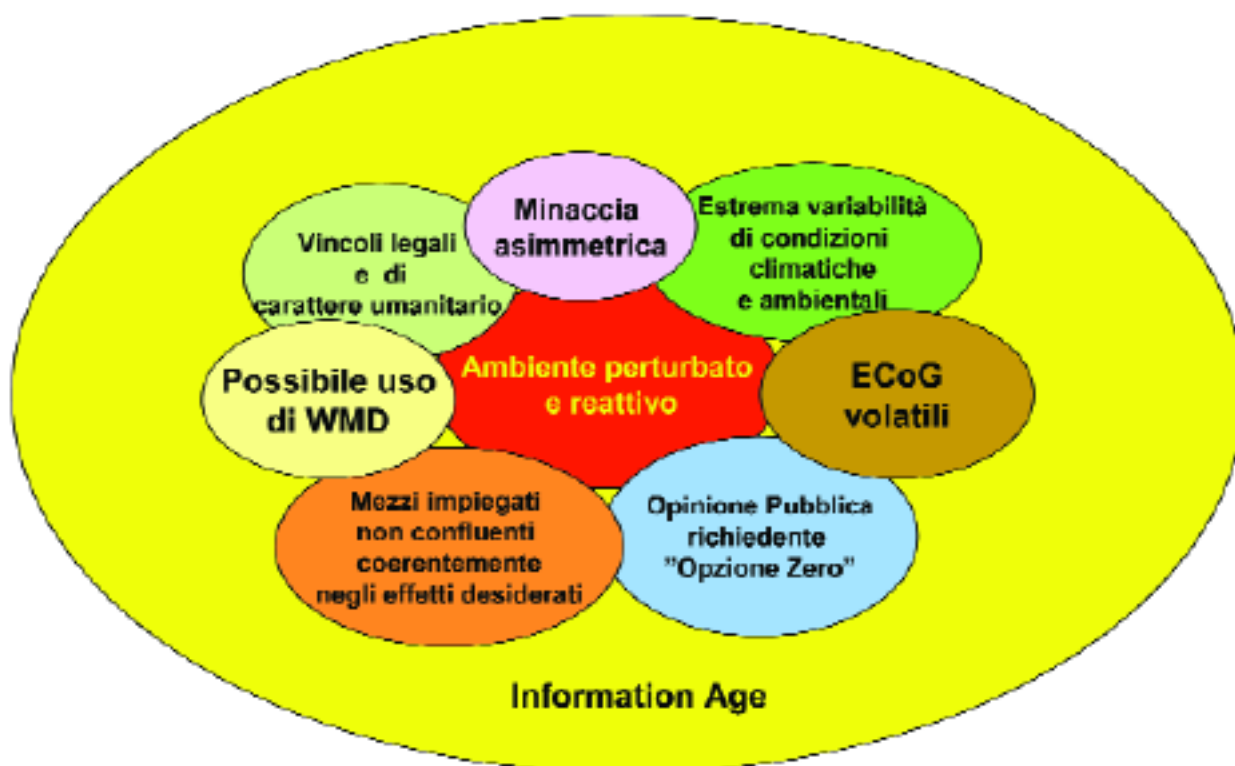 Minaccia
asimmetrica
Estrema variabilità
di condizioni
climatiche
e ambientali
Vincoli legali
e di
carattere umanitario
Possibile uso
di WMD
Ambiente perturbato
e reattivo
ECoG
volatili
Mezzi impiegati
non confluenti
coerentemente
negli effetti desiderati
Opinione Pubblica
richiedente
”Opzione Zero”
Information Age